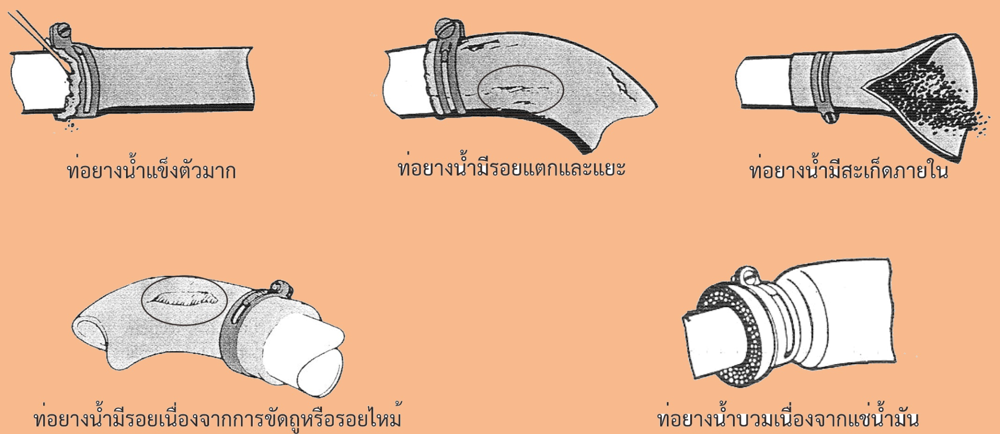 ท่อยางน้ำแข็งตัวมาก
ท่อยางน้ำมีรอยแตกและแยะ
ท่อยางน้ำมีสะเก็ดภายใน
ท่อยางน้ำมีรอยเนื่องจากการขัดถูหรือรอยไหม้
ท่อยางน้ำบวมเนื่องจากแช่น้ำมัน